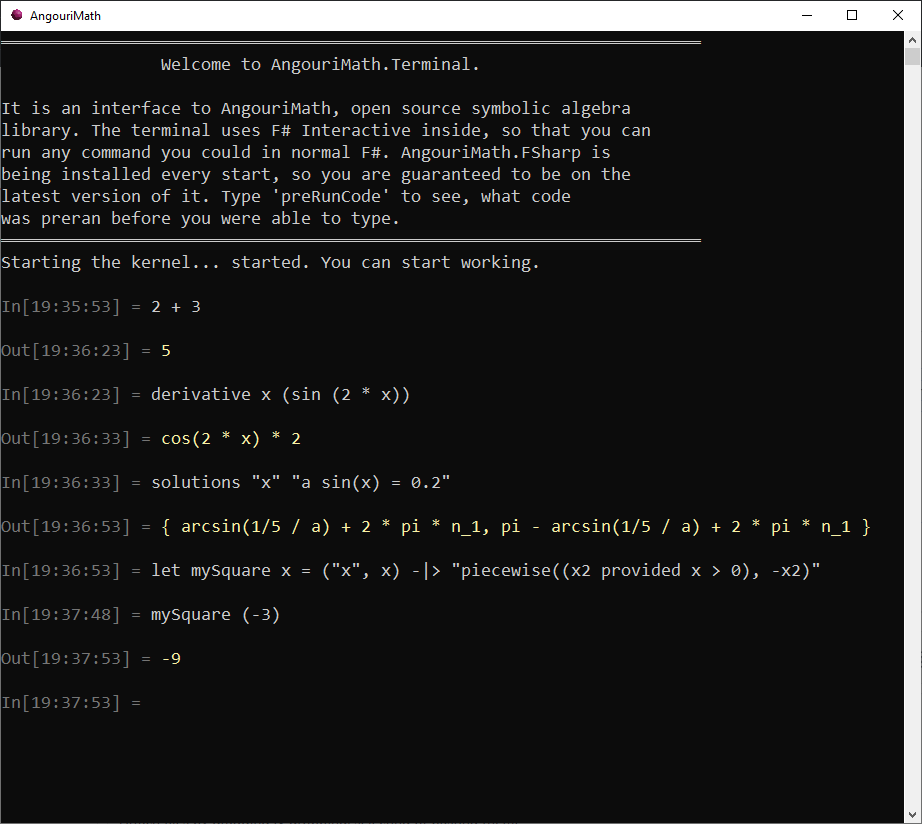 AngouriMath
Welcome to AngouriMath.Terminal.
It is an interface to AngouriMath, open source symbolic algebra
library. The terminal uses F# Interactive inside, so that you can
run any command you could in normal F#. AngouriMath.FSharp is
being installed every start, so you are guaranteed to be on the
latest version of it. Type 'preRunCode' to see, what code
was preran before you were able to type.
Starting the kernel... started. You can start working.
In[19:35:53] = 2 + 3
Out[19:36:23] = 5
In[19:36:23] = derivative x (sin (2 * x))
Out[19:36:33] = cos(2 * x) * 2
In[19:36:33] = solutions "x" "a sin(x) = 0.2"
Out[19:36:53] = { arcsin(1/5 / a) + 2 * pi * n_1, pi - arcsin(1/5 / a) + 2 * pi * n_1 }
In[19:36:53] = let mySquare x = ("x", x) -|> "piecewise((x2 provided x > 0), -x2)"
In[19:37:48] = mySquare (-3)
Out[19:37:53] = -9
In[19:37:53] =